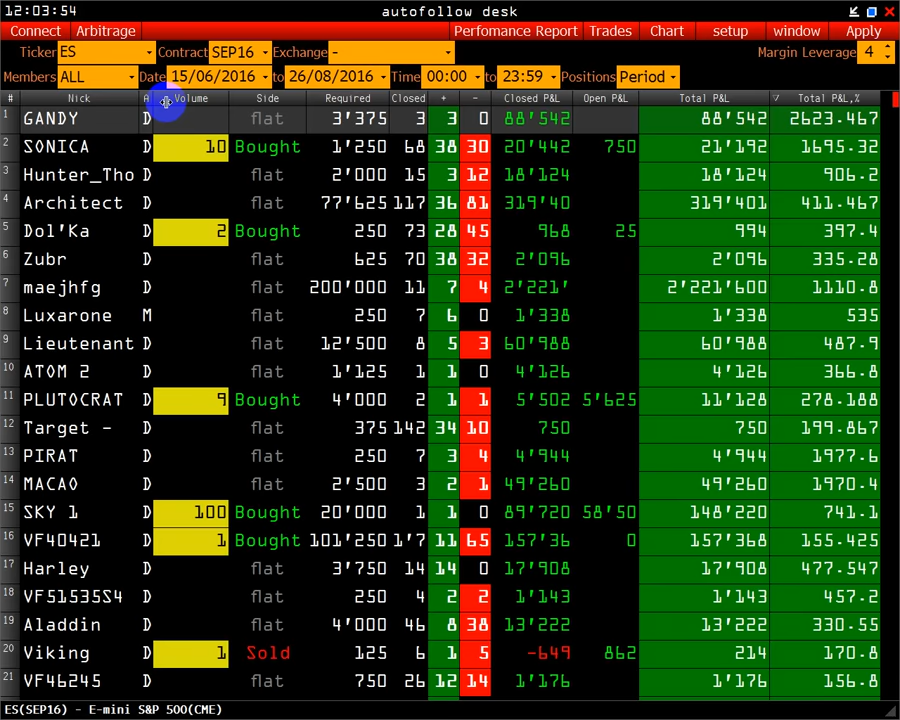 12:03:54 autofollow desk
Connect Arbitrage Perfomance Report Trades Chart setup window Apply
Ticker ES Contract SEP16 Exchange - Margin Leverage 4
Members ALL Date 15/06/2016 to 26/08/2016 Time 00:00 to 23:59 Positions Period
# Nick A Volume Side Required Closed + - Closed P&L Open P&L Total P&L Total P&L,%
1 GANDY D flat 3'375 3 3 0 88'542 88'542 2623.467
2 SONICA D 10 Bought 1'250 68 38 30 20'442 750 21'192 1695.32
3 Hunter_Tho D flat 2'000 15 3 12 18'124 18'124 906.2
4 Architect D flat 77'625 117 36 81 319'40 319'401 411.467
5 Dol'Ka D 2 Bought 250 73 28 45 968 25 994 397.4
6 Zubr D flat 625 70 38 32 2'096 2'096 335.28
7 maejhfg D flat 200'000 11 7 4 2'221' 2'221'600 1110.8
8 Luxarone M flat 250 7 6 0 1'338 1'338 535
9 Lieutenant D flat 12'500 8 5 3 60'988 60'988 487.9
10 ATOM 2 D flat 1'125 1 1 0 4'126 4'126 366.8
11 PLUTOCRAT D 9 Bought 4'000 2 1 1 5'502 5'625 11'128 278.188
12 Target - D flat 375 142 34 10 750 750 199.867
13 PIRAT D flat 250 7 3 4 4'944 4'944 1977.6
14 MACAO D flat 2'500 3 2 1 49'260 49'260 1970.4
15 SKY 1 D 100 Bought 20'000 1 1 0 89'720 58'50 148'220 741.1
16 VF40421 D 1 Bought 101'250 1'7 11 65 157'36 0 157'368 155.425
17 Harley D flat 3'750 14 14 0 17'908 17'908 477.547
18 VF51535S4 D flat 250 4 2 2 1'143 1'143 457.2
19 Aladdin D flat 4'000 46 8 38 13'222 13'222 330.55
20 Viking D 1 Sold 125 6 1 5 -649 862 214 170.8
21 VF46245 D flat 750 26 12 14 1'176 1'176 156.8
ES(SEP16) - E-mini S&P 500(CME)